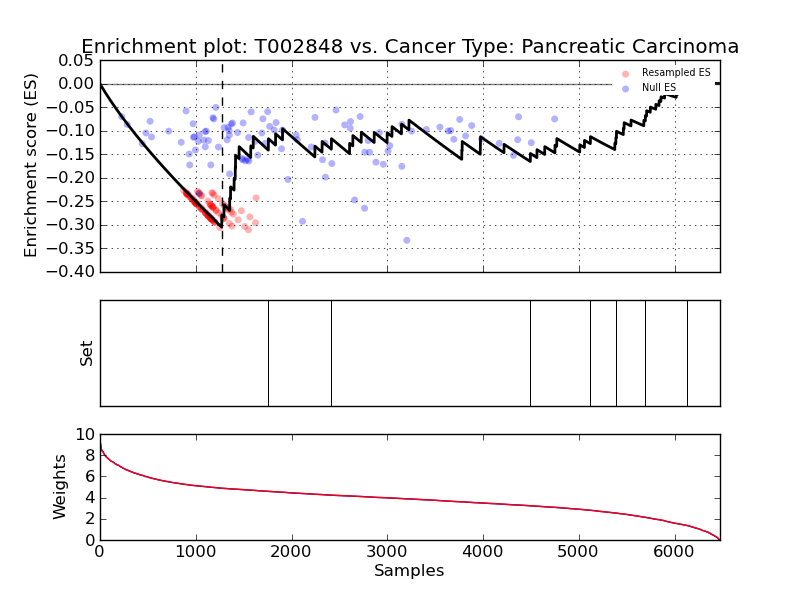 Enrichment plot: T002848 vs. Cancer Type: Pancreatic Carcinoma
Enrichment score (ES)
0.05
0.00
−0.05
−0.10
−0.15
−0.20
−0.25
−0.30
−0.35
−0.40
Resampled ES
Null ES
Set
Weights
10
8
6
4
2
0
0 1000 2000 3000 4000 5000 6000
Samples